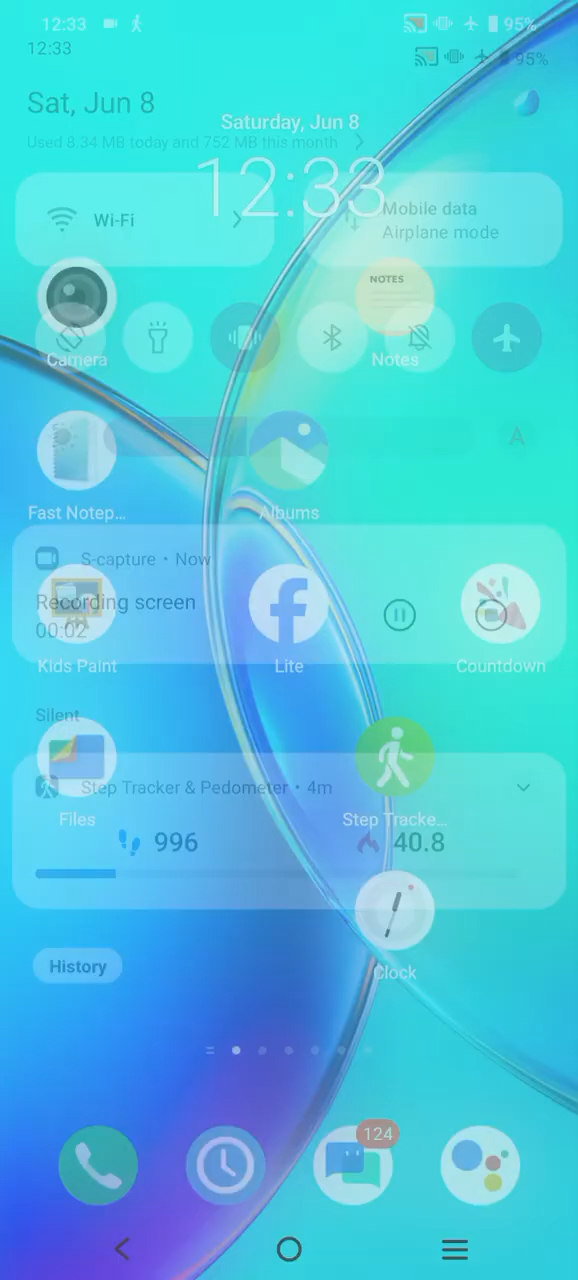 12:33 95%
12:33 95%
Sat, Jun 8
Saturday, Jun 8
Used 8.34 MB today and 752 MB this month
12:33
Wi-Fi
Mobile data
Airplane mode
NOTES
Camera Notes
A
Fast Notep... Albums
S-capture • Now
Recording screen
00:02
Kids Paint Lite Countdown
Silent
Step Tracker & Pedometer • 4m
Files Step Tracke...
996 40.8
Clock
History
124